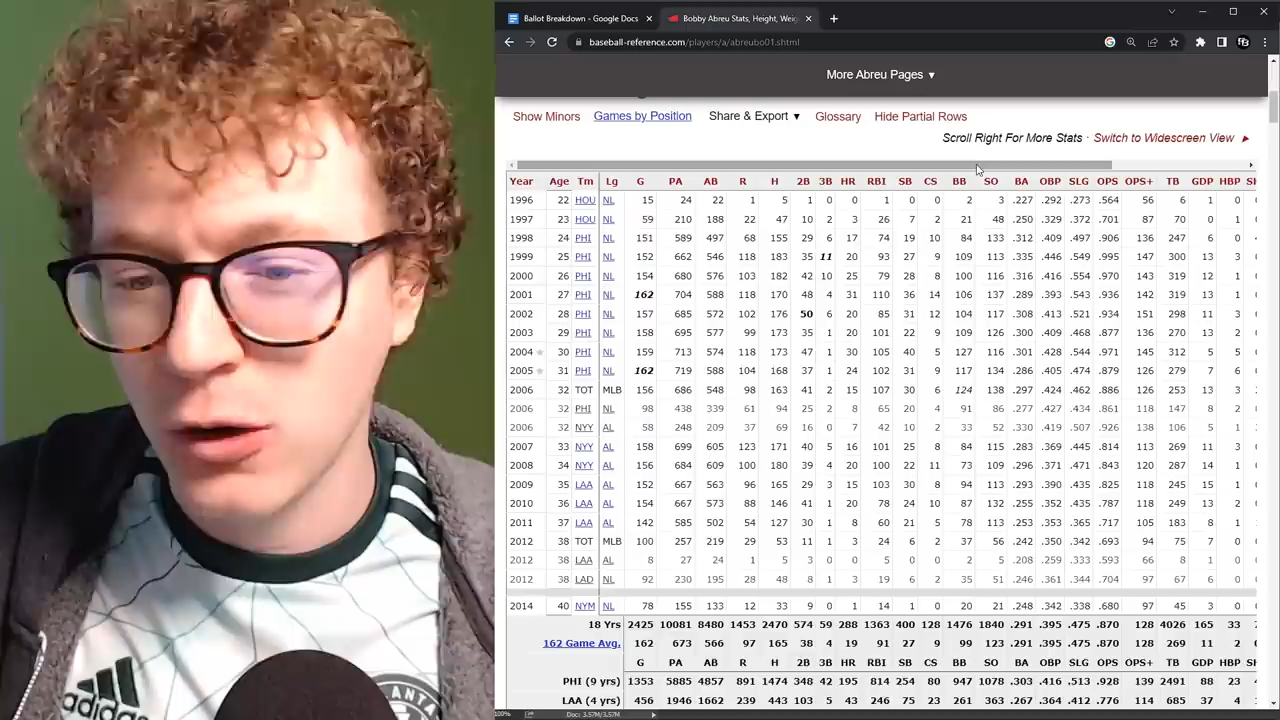 Ballot Breakdown - Google Docs
Bobby Abreu Stats, Height, Weig
baseball-reference.com/players/a/abreubo01.shtml
More Abreu Pages ▼
Show Minors Games by Position Share & Export ▼ Glossary Hide Partial Rows
Scroll Right For More Stats · Switch to Widescreen View ►
Year Age Tm Lg G PA AB R H 2B 3B HR RBI SB CS BB SO BA OBP SLG OPS OPS+ TB GDP HBP SH
1996 22 HOU NL 15 24 22 1 5 1 0 0 1 0 0 2 3 .227 .292 .273 .564 56 6 1 0
1997 23 HOU NL 59 210 188 22 47 10 2 3 26 7 2 21 48 .250 .329 .372 .701 87 70 0 1
1998 24 PHI NL 151 589 497 68 155 29 6 17 74 19 10 84 133 .312 .409 .497 .906 136 247 6 0
1999 25 PHI NL 152 662 546 118 183 35 11 20 93 27 9 109 113 .335 .446 .549 .995 147 300 13 3
2000 26 PHI NL 154 680 576 103 182 42 10 25 79 28 8 100 116 .316 .416 .554 .970 143 319 12 1
2001 27 PHI NL 162 704 588 118 170 48 4 31 110 36 14 106 137 .289 .393 .543 .936 142 319 13 1
2002 28 PHI NL 157 685 572 102 176 50 6 20 85 31 12 104 117 .308 .413 .521 .934 151 298 11 3
2003 29 PHI NL 158 695 577 99 173 35 1 20 101 22 9 109 126 .300 .409 .468 .877 136 270 13 2
2004 30 PHI NL 159 713 574 118 173 47 1 30 105 40 5 127 116 .301 .428 .544 .971 145 312 5 5
2005 31 PHI NL 162 719 588 104 168 37 1 24 102 31 9 117 134 .286 .405 .474 .879 126 279 7 6
2006 32 TOT MLB 156 686 548 98 163 41 2 15 107 30 6 124 138 .297 .424 .462 .886 126 253 13 3
2006 32 PHI NL 98 438 339 61 94 25 2 8 65 20 4 91 86 .277 .427 .434 .861 118 147 8 2
2006 32 NYY AL 58 248 209 37 69 16 0 7 42 10 2 33 52 .330 .419 .507 .926 138 106 5 1
2007 33 NYY AL 158 699 605 123 171 40 5 16 101 25 8 84 115 .283 .369 .445 .814 113 269 11 3
2008 34 NYY AL 156 684 609 100 180 39 4 20 100 22 11 73 109 .296 .371 .471 .843 120 287 14 1
2009 35 LAA AL 152 667 563 96 165 29 3 15 103 30 8 94 113 .293 .390 .435 .825 118 245 15 1
2010 36 LAA AL 154 667 573 88 146 41 1 20 78 24 10 87 132 .255 .352 .435 .787 118 249 13 2
2011 37 LAA AL 142 585 502 54 127 30 1 8 60 21 5 78 113 .253 .353 .365 .717 105 183 8 1
2012 38 TOT MLB 100 257 219 29 53 11 1 3 24 6 2 37 56 .242 .350 .342 .693 94 75 7 0
2012 38 LAA AL 8 27 24 1 5 3 0 0 5 0 0 2 5 .208 .259 .333 .593 66 8 1 0
2012 38 LAD NL 92 230 195 28 48 8 1 3 19 6 2 35 51 .246 .361 .344 .704 97 67 6 0
2014 40 NYM NL 78 155 133 12 33 9 0 1 14 1 0 20 21 .248 .342 .338 .680 97 45 3 0
18 Yrs 2425 10081 8480 1453 2470 574 59 288 1363 400 128 1476 1840 .291 .395 .475 .870 128 4026 165 33
162 Game Avg. 162 673 566 97 165 38 4 19 91 27 9 99 123 .291 .395 .475 .870 128 269 11 2
G PA AB R H 2B 3B HR RBI SB CS BB SO BA OBP SLG OPS OPS+ TB GDP HBP SH
PHI (9 yrs) 1353 5885 4857 891 1474 348 42 195 814 254 80 947 1078 .303 .416 .513 .928 139 2491 88 23
LAA (4 yrs) 456 1946 1662 239 443 103 5 43 246 75 23 261 363 .267 .364 .412 .776 110 685 37 4
100% Doc: 3.57M/3.57M
adidas
ANTA